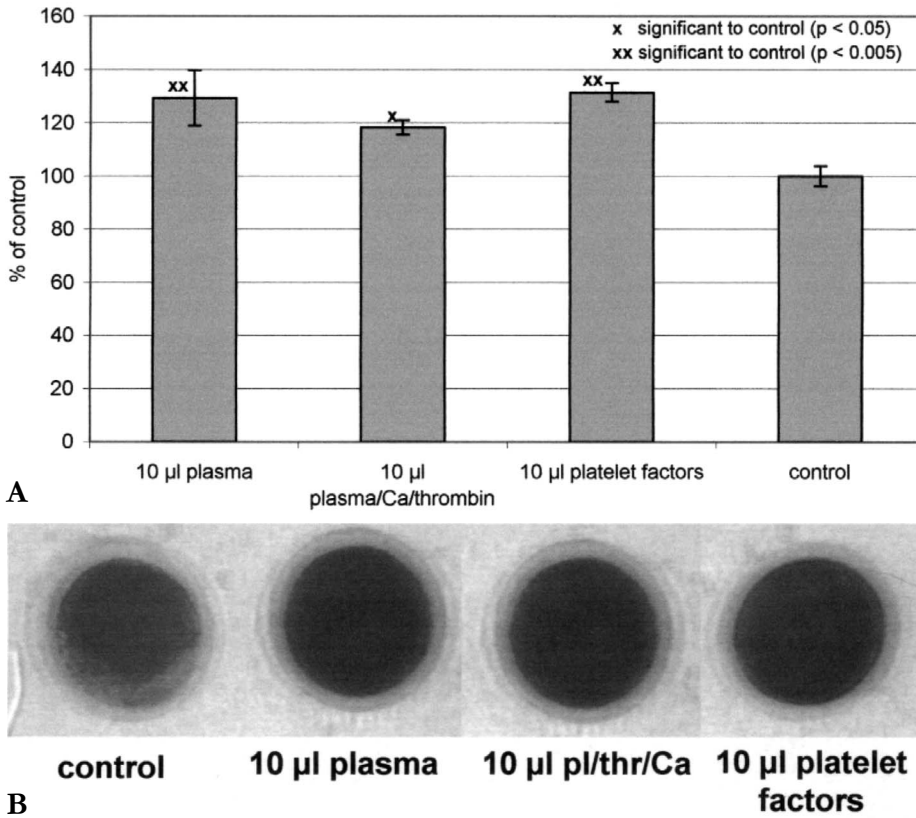 160
140
120
100
80
60
40
20
0
% of control
x significant to control (p < 0.05)
xx significant to control (p < 0.005)
xx
x
xx
10 µl plasma
10 µl
plasma/Ca/thrombin
10 µl platelet factors
control
A
control
10 µl plasma
10 µl pl/thr/Ca
10 µl platelet
factors
B